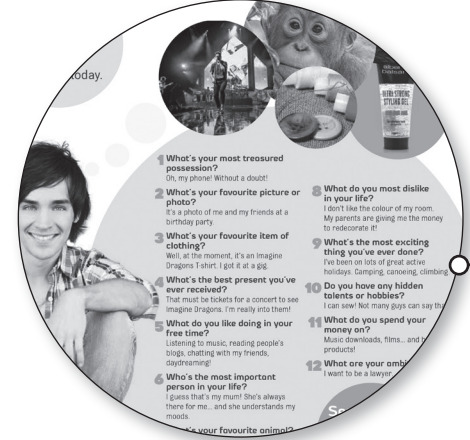 today.
ULTRA STRONG
STYLING GEL
1 What's your most treasured
possession?
Oh, my phone! Without a doubt!
2 What's your favourite picture or
photo?
It's a photo of me and my friends at a
birthday party.
3 What's your favourite item of
clothing?
Well, at the moment, it's an Imagine
Dragons T-shirt. I got it at a gig.
4 What's the best present you've
ever received?
That must be tickets for a concert to see
Imagine Dragons. I'm really into them!
5 What do you like doing in your
free time?
Listening to music, reading people's
blogs, chatting with my friends,
daydreaming!
6 Who's the most important
person in your life?
I guess that's my mum! She's always
there for me... and she understands my
moods.
's your favourite animal?
8 What do you most dislike
in your life?
I don't like the colour of my room.
My parents are giving me the money
to redecorate it!
9 What's the most exciting
thing you've ever done?
I've been on lots of great active
holidays. Camping, canoeing, climbing
10 Do you have any hidden
talents or hobbies?
I can sew! Not many guys can say
11 What do you spend your
money on?
Music downloads, films... and
products!
12 What are your
I want to be a lawyer